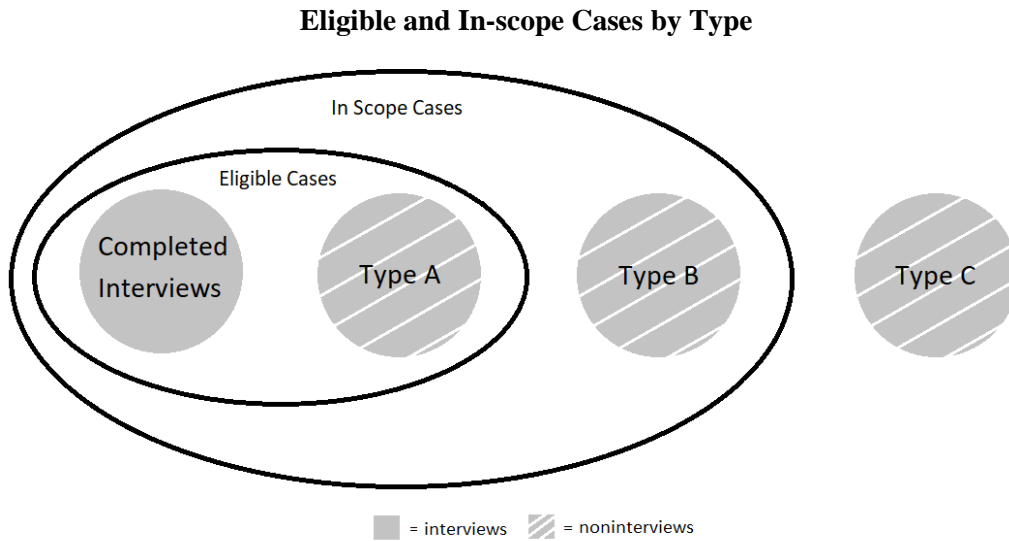 Eligible and In-scope Cases by Type
In Scope Cases
Eligible Cases
Completed
Interviews
Type A
Type B
Type C
= interviews
= noninterviews